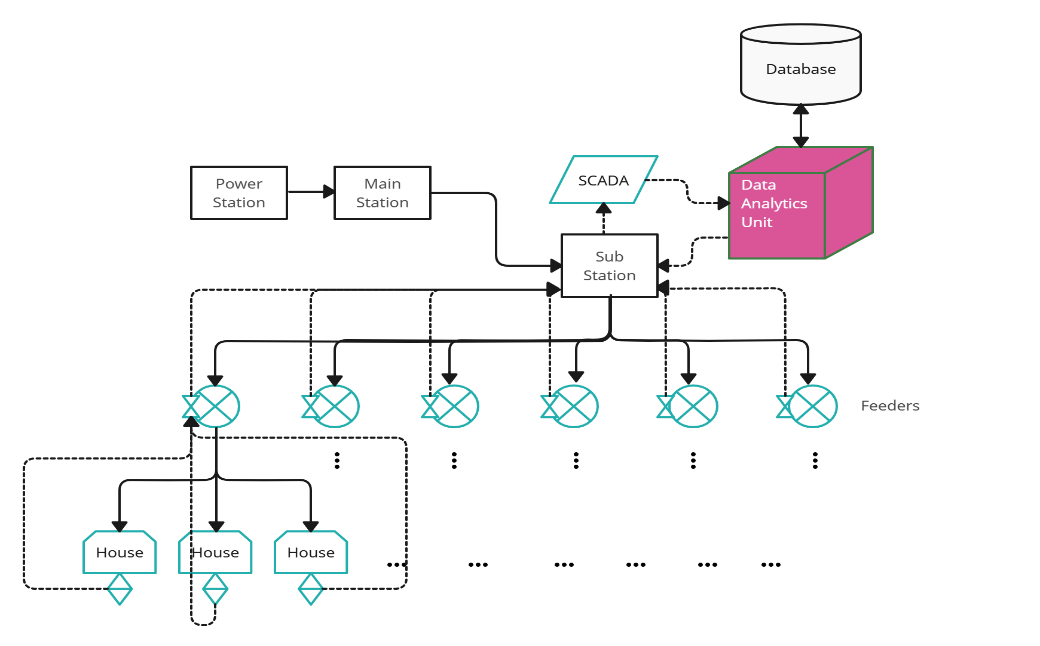 Database
Power
Station
Main
Station
SCADA
Data
Analytics
Unit
Sub
Station
Feeders
House
House
House